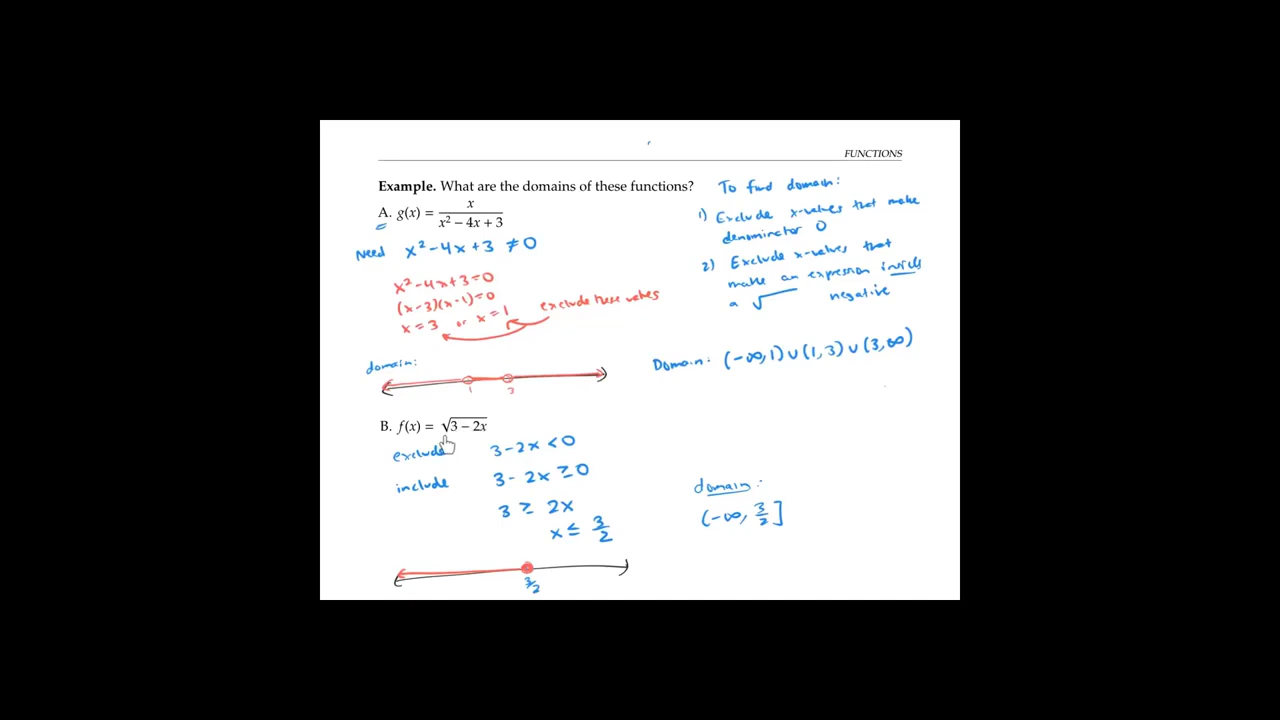 FUNCTIONS
Example. What are the domains of these functions?
A. g(x) = x / (x² − 4x + 3)
Need x² − 4x + 3 ≠ 0
x² − 4x + 3 = 0
(x − 3)(x − 1) = 0
x = 3 or x = 1
exclude these values
To find domain:
1) Exclude x-values that make
denominator 0
2) Exclude x-values that
make an expression inside
a √ negative
domain:
1 3
Domain: (−∞, 1) ∪ (1, 3) ∪ (3, ∞)
B. f(x) = √(3 − 2x)
exclude 3 − 2x < 0
include 3 − 2x ≥ 0
3 ≥ 2x
x ≤ 3/2
3/2
domain:
(−∞, 3/2]